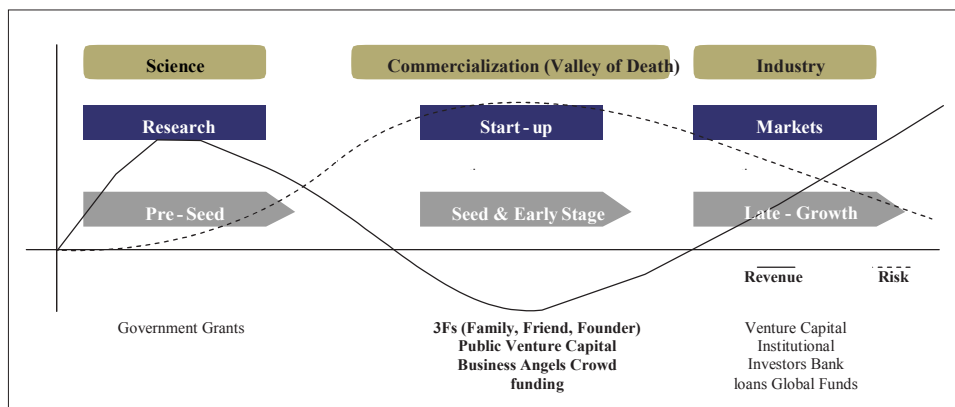 Science
Commercialization (Valley of Death)
Industry
Research
Start-up
Markets
Pre-Seed
Seed & Early Stage
Late-Growth
Revenue
Risk
Government Grants
3Fs (Family, Friend, Founder)
Public Venture Capital
Business Angels Crowd
funding
Venture Capital
Institutional
Investors Bank
loans Global Funds